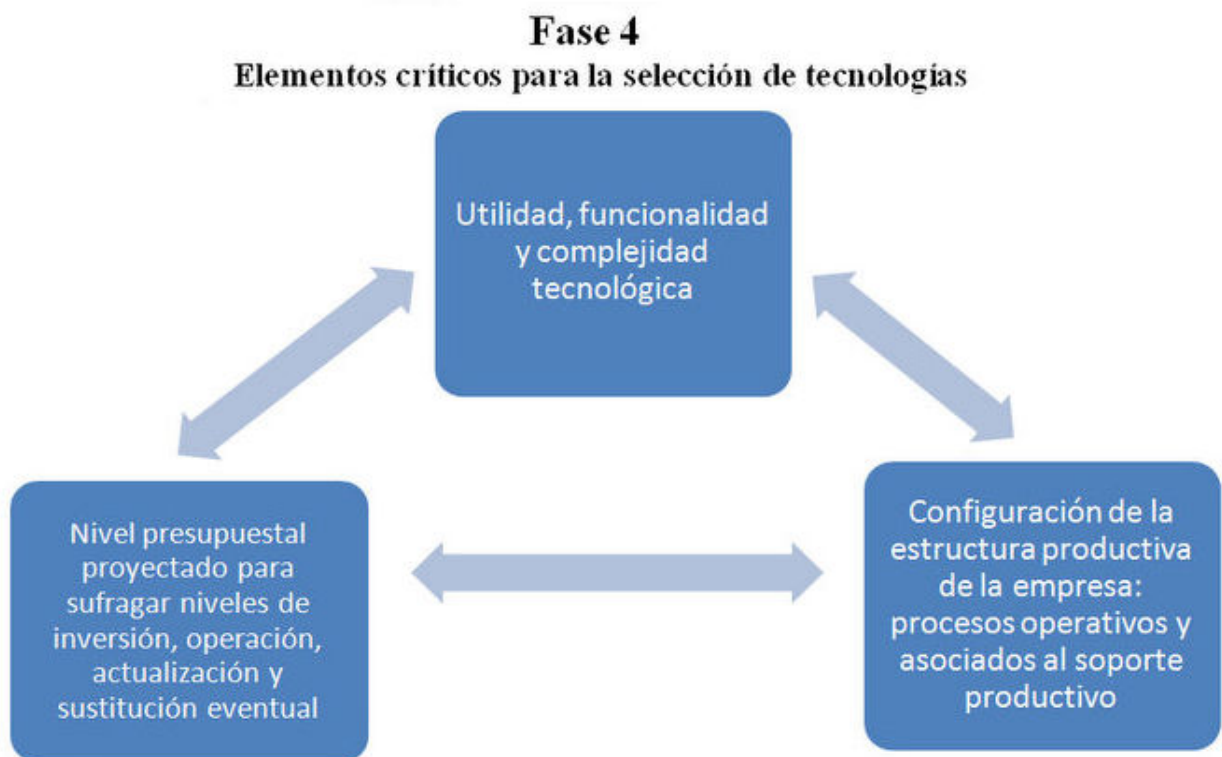 Fase 4
Elementos críticos para la selección de tecnologías
Utilidad, funcionalidad
y complejidad
tecnológica
Nivel presupuestal
proyectado para
sufragar niveles de
inversión, operación,
actualización y
sustitución eventual
Configuración de la
estructura productiva
de la empresa:
procesos operativos y
asociados al soporte
productivo